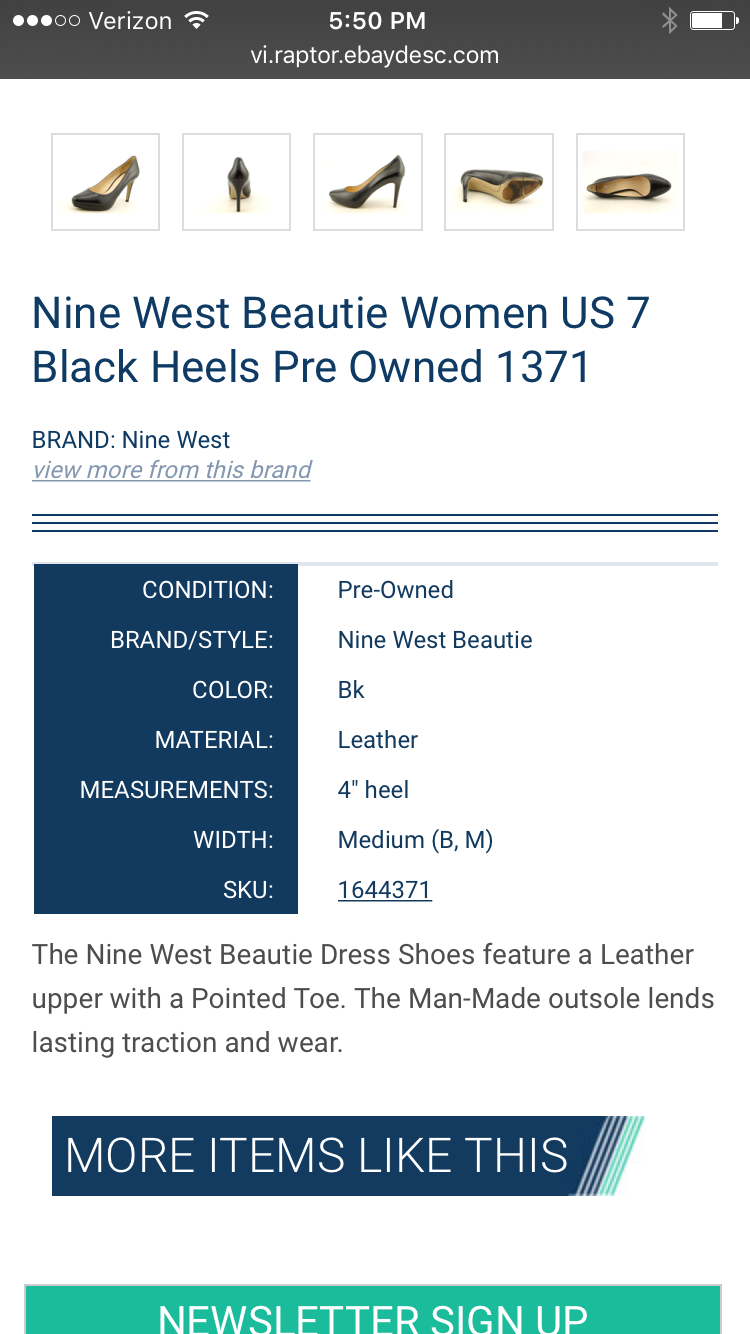 Verizon 5:50 PM
vi.raptor.ebaydesc.com
Nine West Beautie Women US 7
Black Heels Pre Owned 1371
BRAND: Nine West
view more from this brand
CONDITION: Pre-Owned
BRAND/STYLE: Nine West Beautie
COLOR: Bk
MATERIAL: Leather
MEASUREMENTS: 4" heel
WIDTH: Medium (B, M)
SKU: 1644371
The Nine West Beautie Dress Shoes feature a Leather
upper with a Pointed Toe. The Man-Made outsole lends
lasting traction and wear.
MORE ITEMS LIKE THIS
NEWSLETTER SIGN UP